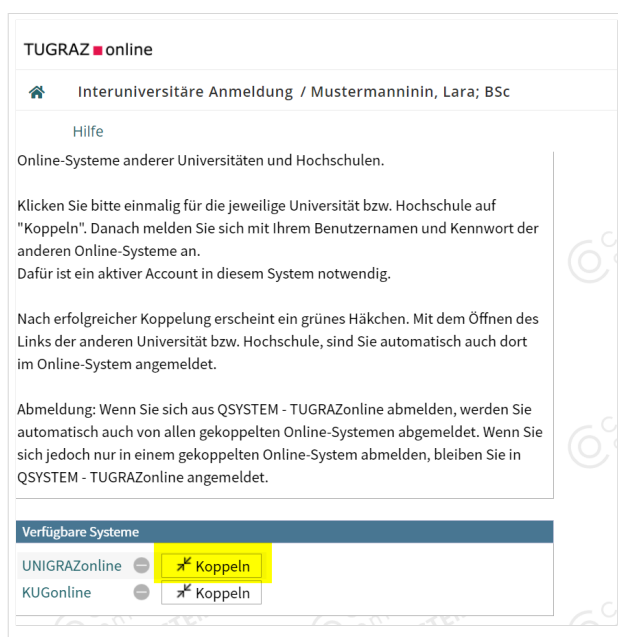 TUGRAZ online
Interuniversitäre Anmeldung / Mustermanninin, Lara; BSc
Hilfe
Online-Systeme anderer Universitäten und Hochschulen.
Klicken Sie bitte einmalig für die jeweilige Universität bzw. Hochschule auf
"Koppeln". Danach melden Sie sich mit Ihrem Benutzernamen und Kennwort der
anderen Online-Systeme an.
Dafür ist ein aktiver Account in diesem System notwendig.
Nach erfolgreicher Koppelung erscheint ein grünes Häkchen. Mit dem Öffnen des
Links der anderen Universität bzw. Hochschule, sind Sie automatisch auch dort
im Online-System angemeldet.
Abmeldung: Wenn Sie sich aus QSYSTEM - TUGRAZonline abmelden, werden Sie
automatisch auch von allen gekoppelten Online-Systemen abgemeldet. Wenn Sie
sich jedoch nur in einem gekoppelten Online-System abmelden, bleiben Sie in
QSYSTEM - TUGRAZonline angemeldet.
Verfügbare Systeme
UNIGRAZonline Koppeln
KUGonline Koppeln